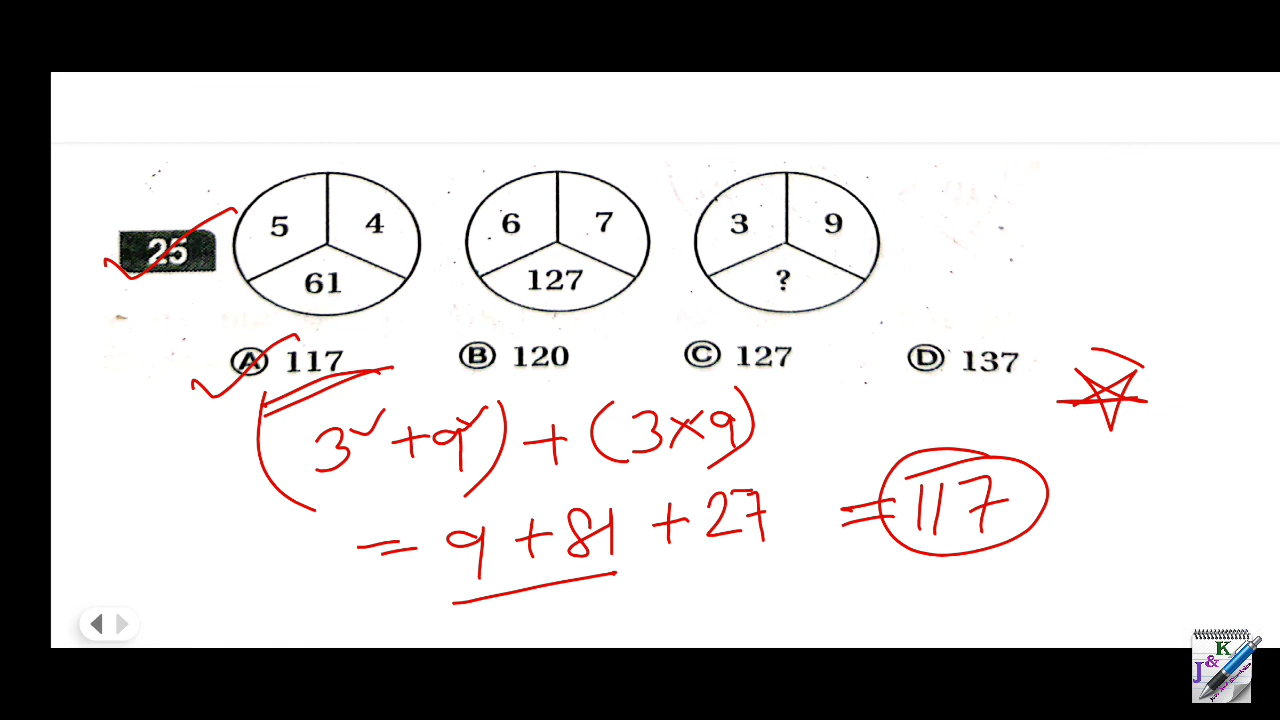 25
5 4
61
6 7
127
3 9
?
Ⓐ 117 Ⓑ 120 Ⓒ 127 Ⓓ 137
(3² + 9²) + (3 × 9)
= 9 + 81 + 27 = 117
J & K